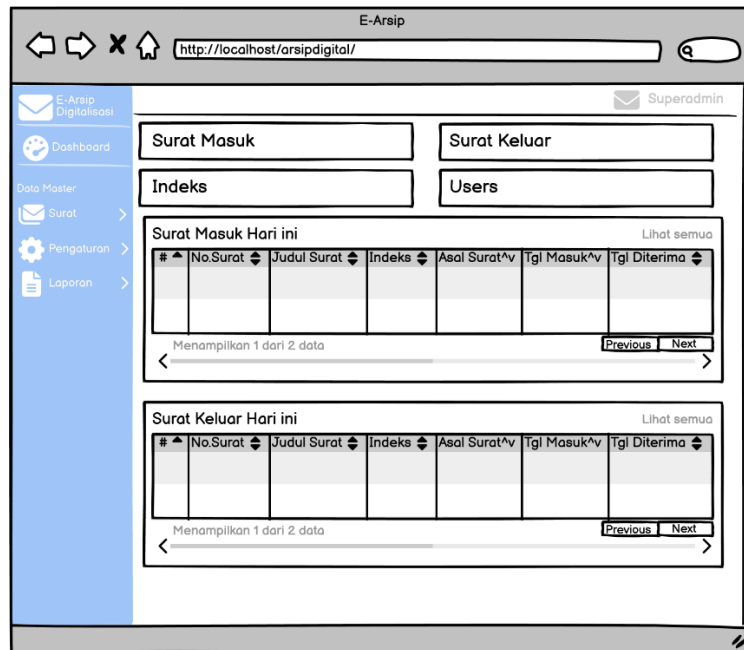 E-Arsip
http://localhost/arsipdigital/
E-Arsip
Digitalisasi
Superadmin
Dashboard
Data Master
Surat
Pengaturan
Laporan
Surat Masuk
Surat Keluar
Indeks
Users
Surat Masuk Hari ini
Lihat semua
# No.Surat Judul Surat Indeks Asal Surat^v Tgl Masuk^v Tgl Diterima
Menampilkan 1 dari 2 data
Previous Next
Surat Keluar Hari ini
Lihat semua
# No.Surat Judul Surat Indeks Asal Surat^v Tgl Masuk^v Tgl Diterima
Menampilkan 1 dari 2 data
Previous Next